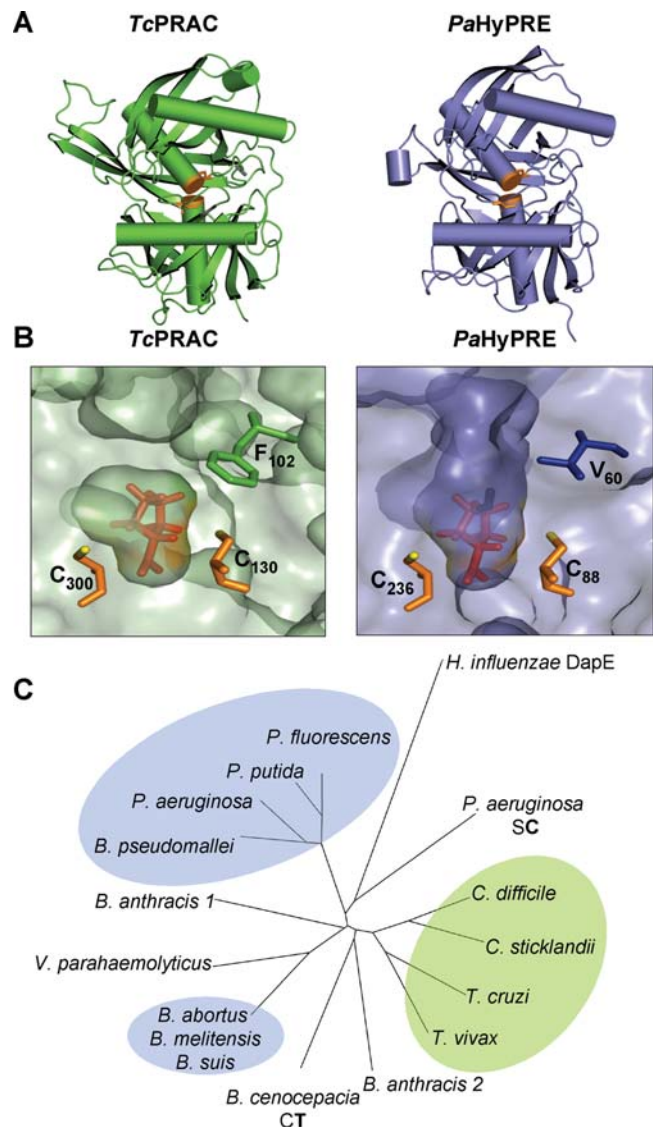 A
TcPRAC
PaHyPRE
B
TcPRAC
PaHyPRE
F102
V60
C300
C130
C236
C88
C
H. influenzae DapE
P. fluorescens
P. putida
P. aeruginosa
B. pseudomallei
P. aeruginosa
SC
B. anthracis 1
C. difficile
C. sticklandii
V. parahaemolyticus
T. cruzi
B. abortus
B. melitensis
B. suis
T. vivax
B. cenocepacia
CT
B. anthracis 2